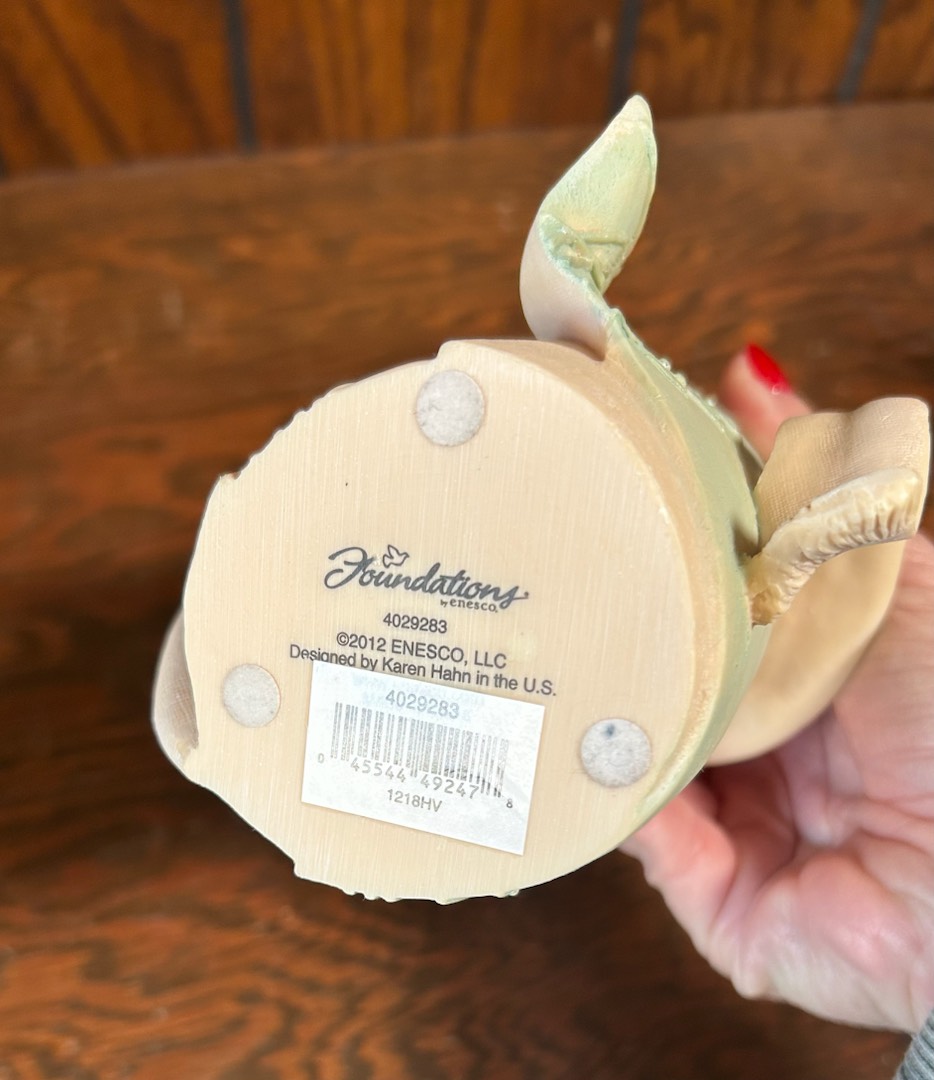 Foundations
by enesco.
4029283
©2012 ENESCO, LLC
Designed by Karen Hahn in the U.S.
4029283
0 45544 49247 8
1218HV